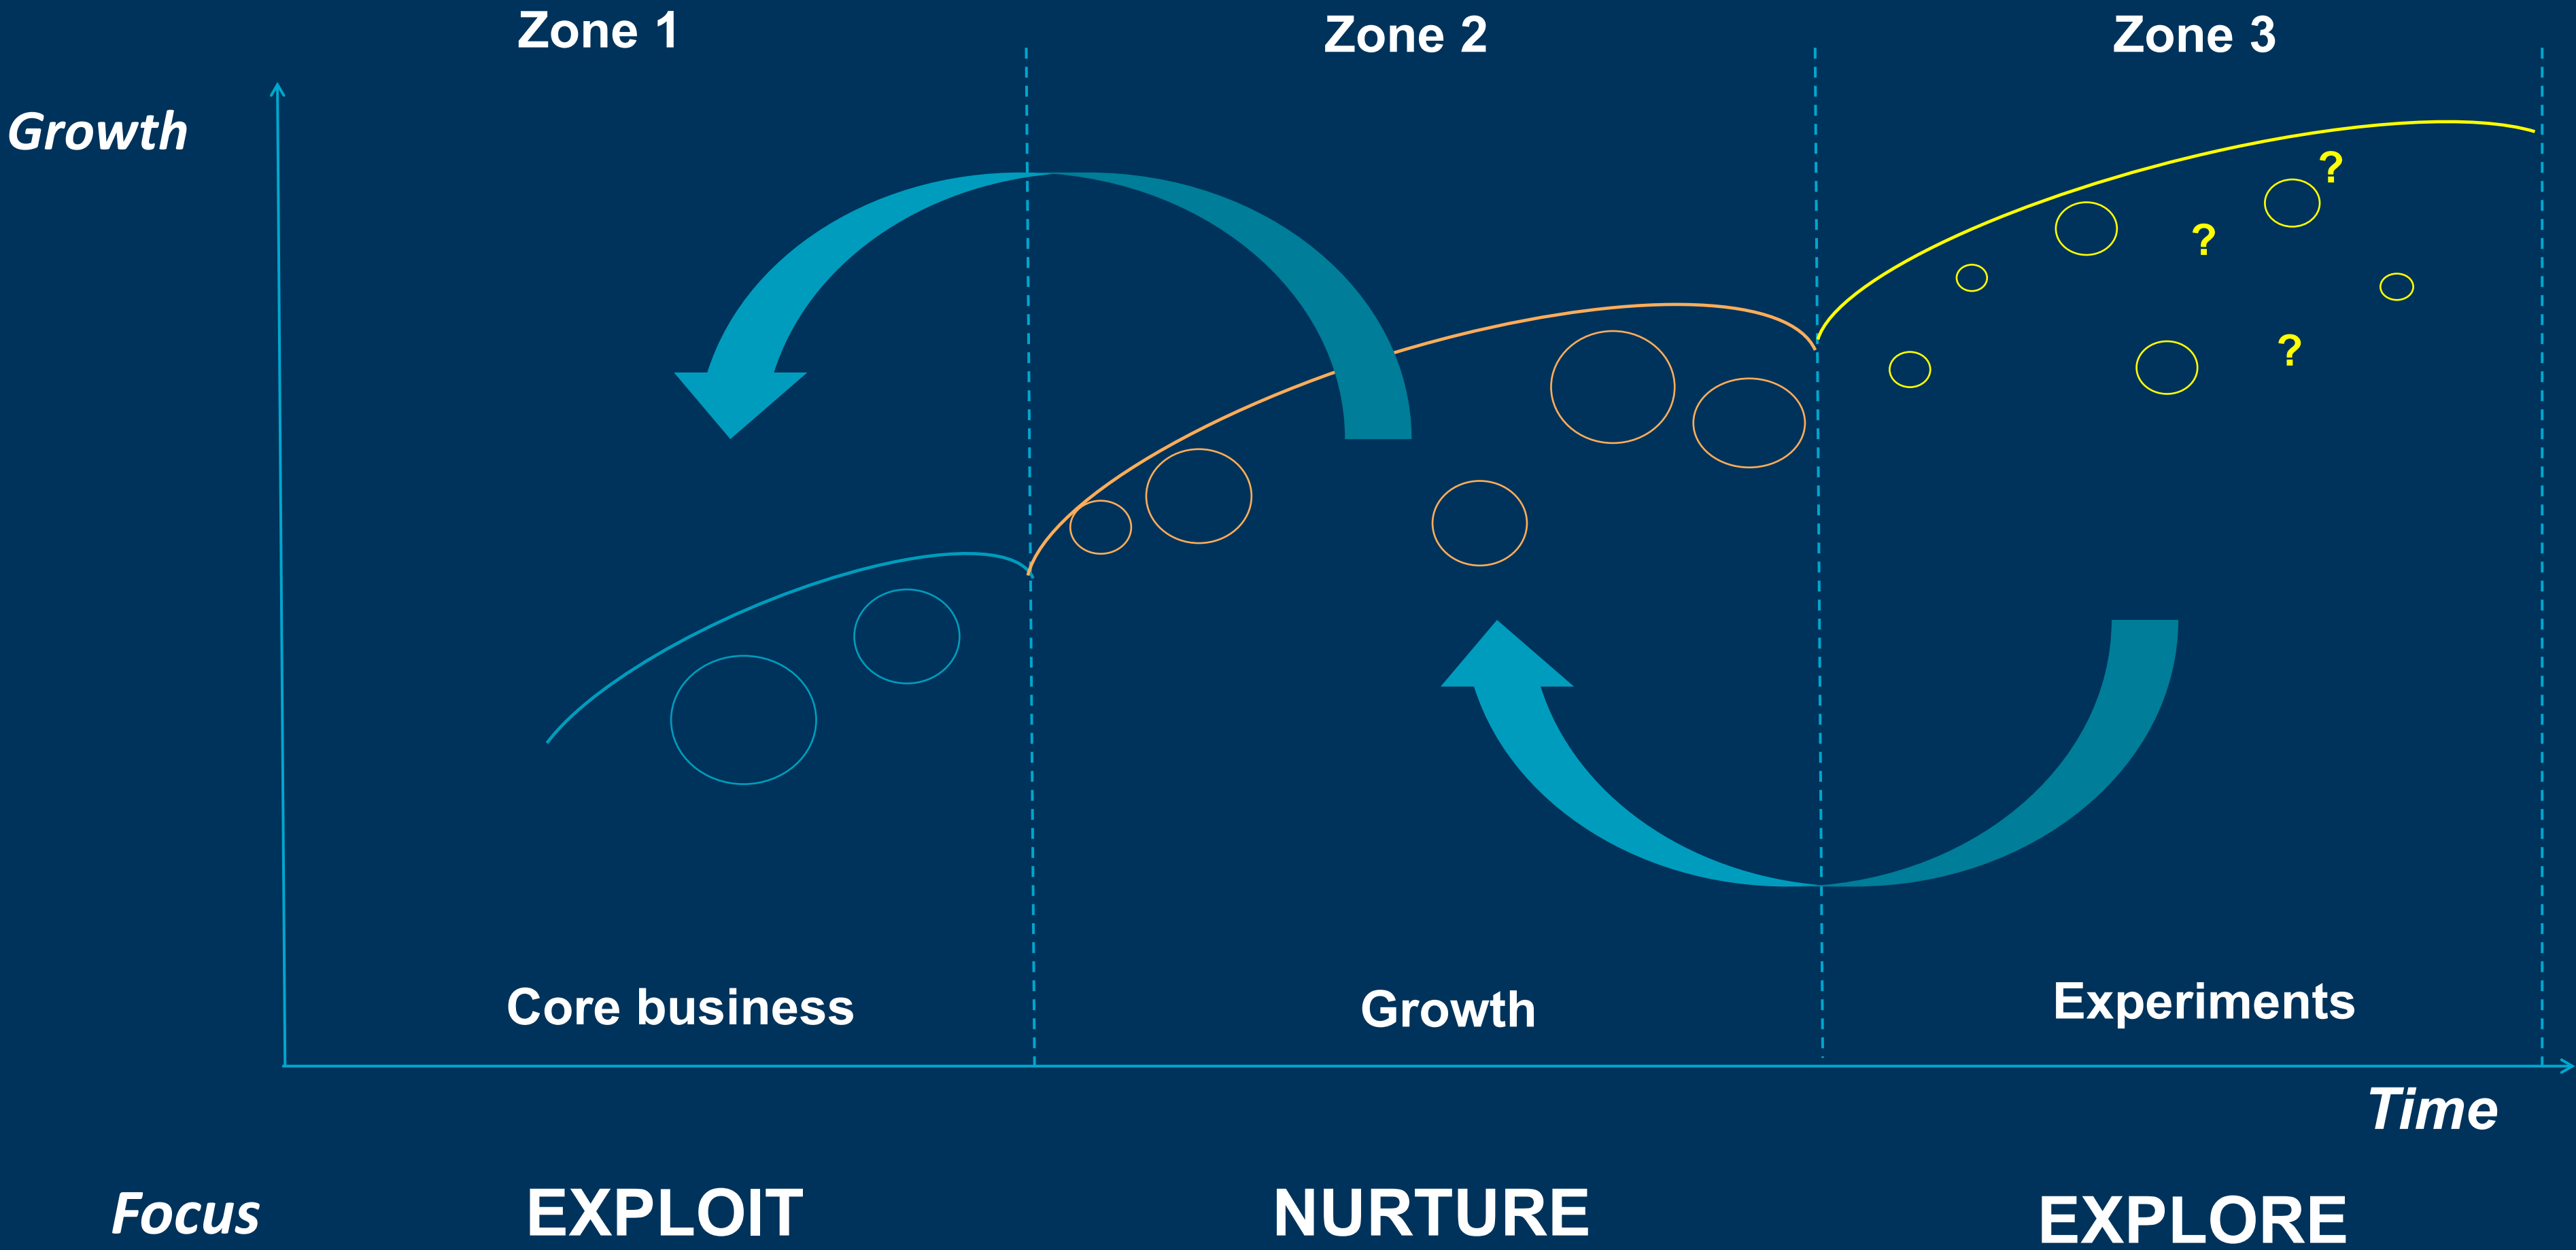 Zone 1
Zone 2
Zone 3
Growth
?
?
?
Core business
Growth
Experiments
Time
Focus
EXPLOIT
NURTURE
EXPLORE